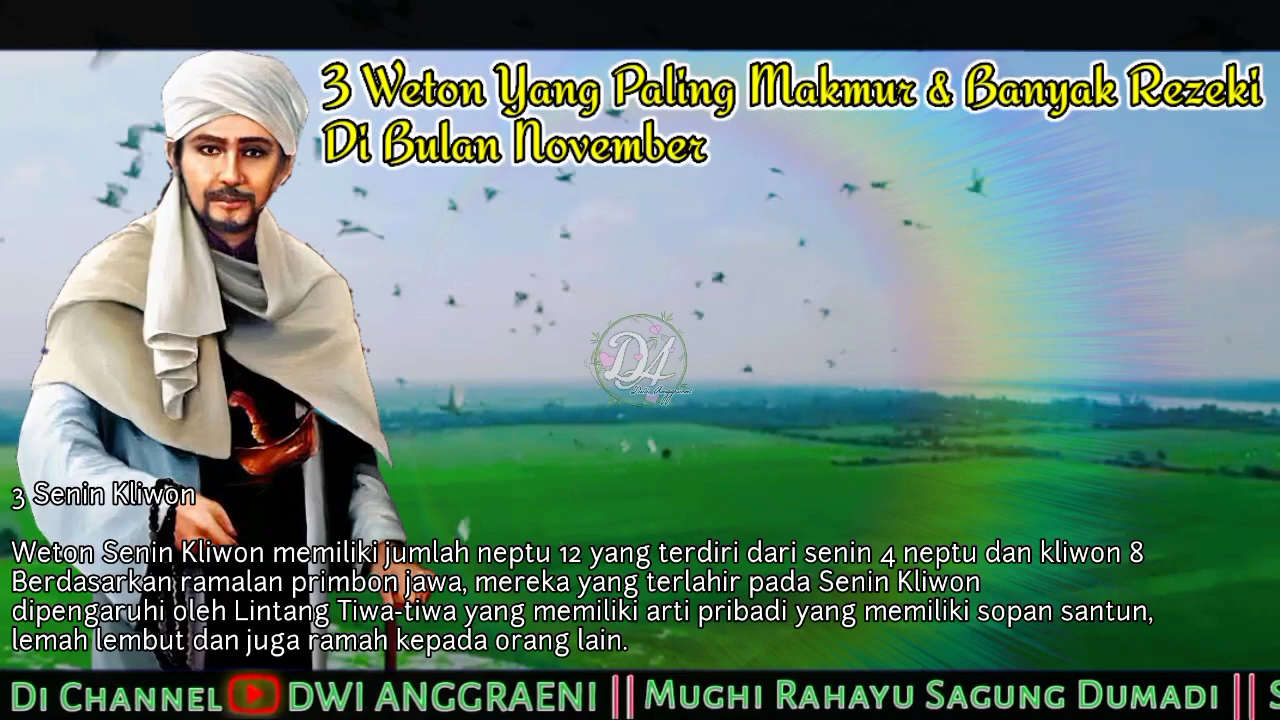 3 Weton Yang Paling Makmur & Banyak Rezeki
Di Bulan November
DA
Dwi Anggraeni
3 Senin Kliwon
Weton Senin Kliwon memiliki jumlah neptu 12 yang terdiri dari senin 4 neptu dan kliwon 8
Berdasarkan ramalan primbon jawa, mereka yang terlahir pada Senin Kliwon
dipengaruhi oleh Lintang Tiwa-tiwa yang memiliki arti pribadi yang memiliki sopan santun,
lemah lembut dan juga ramah kepada orang lain.
Di Channel DWI ANGGRAENI || Mughi Rahayu Sagung Dumadi || S